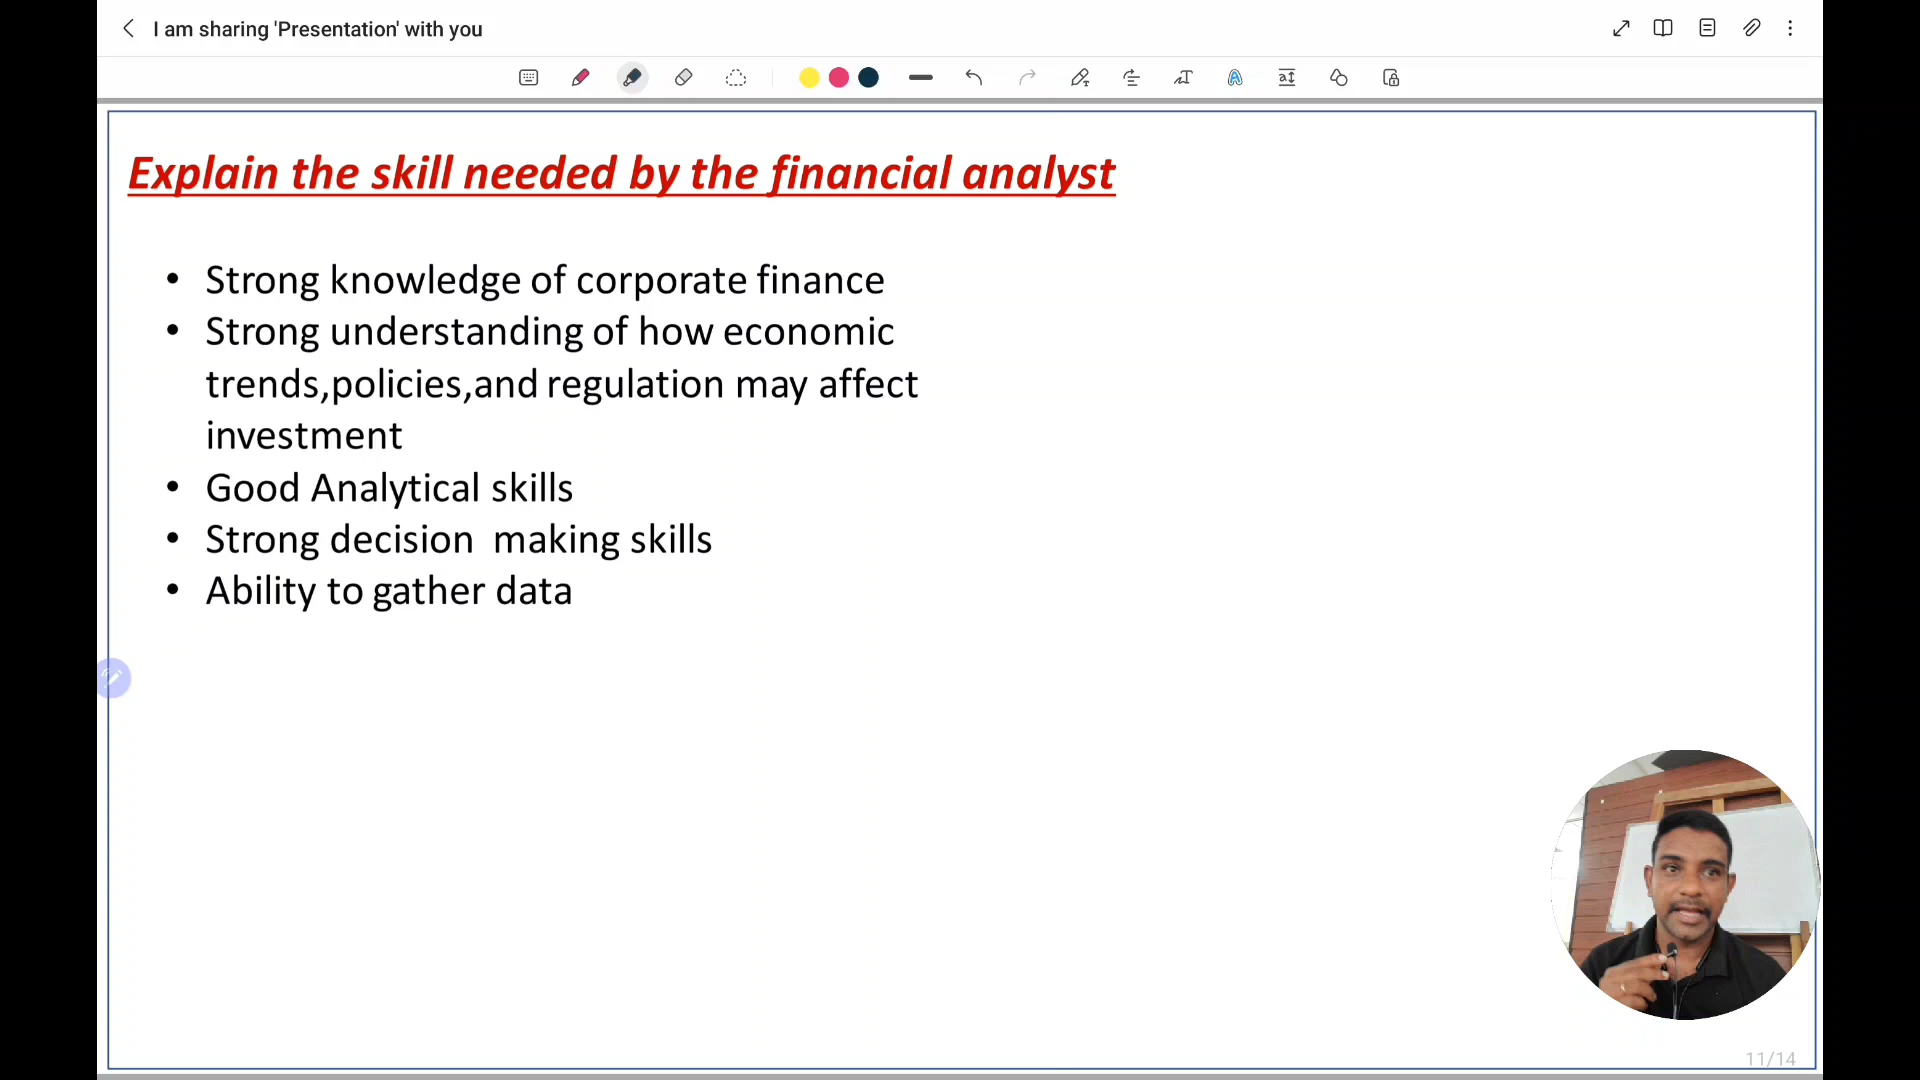 I am sharing 'Presentation' with you
Explain the skill needed by the financial analyst
• Strong knowledge of corporate finance
• Strong understanding of how economic
trends,policies,and regulation may affect
investment
• Good Analytical skills
• Strong decision  making skills
• Ability to gather data
11/14